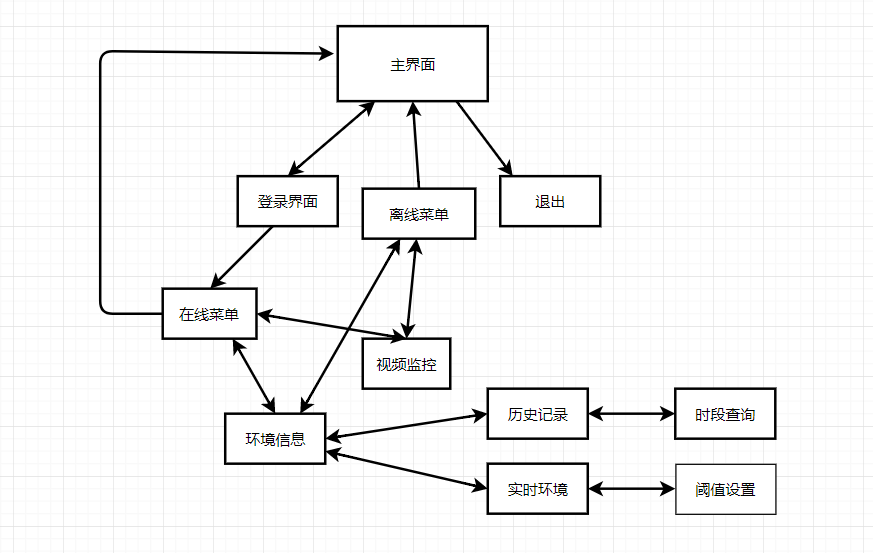 主界面
登录界面
离线菜单
退出
在线菜单
视频监控
环境信息
历史记录
时段查询
实时环境
阈值设置